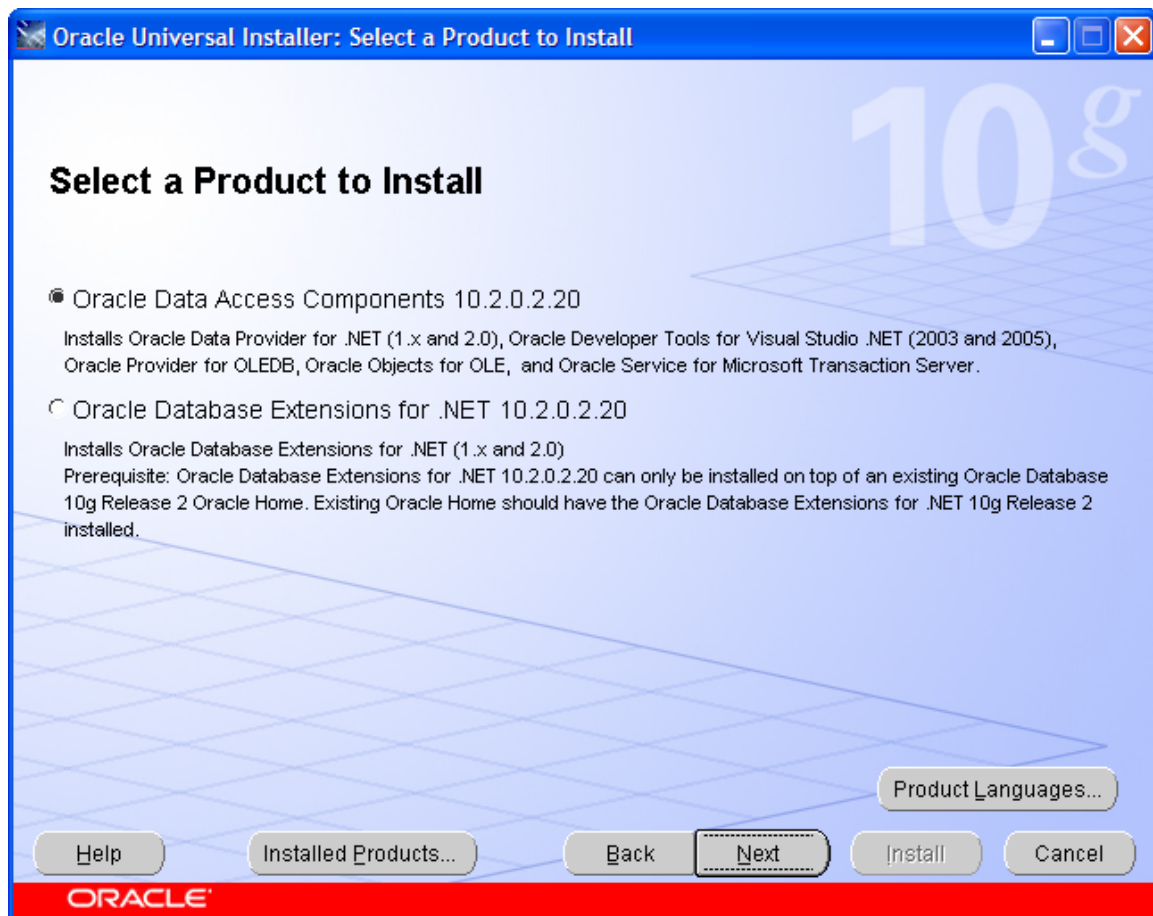 Oracle Universal Installer: Select a Product to Install
10g
Select a Product to Install
Oracle Data Access Components 10.2.0.2.20
Installs Oracle Data Provider for .NET (1.x and 2.0), Oracle Developer Tools for Visual Studio .NET (2003 and 2005),
Oracle Provider for OLEDB, Oracle Objects for OLE, and Oracle Service for Microsoft Transaction Server.
Oracle Database Extensions for .NET 10.2.0.2.20
Installs Oracle Database Extensions for .NET (1.x and 2.0)
Prerequisite: Oracle Database Extensions for .NET 10.2.0.2.20 can only be installed on top of an existing Oracle Database
10g Release 2 Oracle Home. Existing Oracle Home should have the Oracle Database Extensions for .NET 10g Release 2
installed.
Product Languages...
Help Installed Products... Back Next Install Cancel
ORACLE